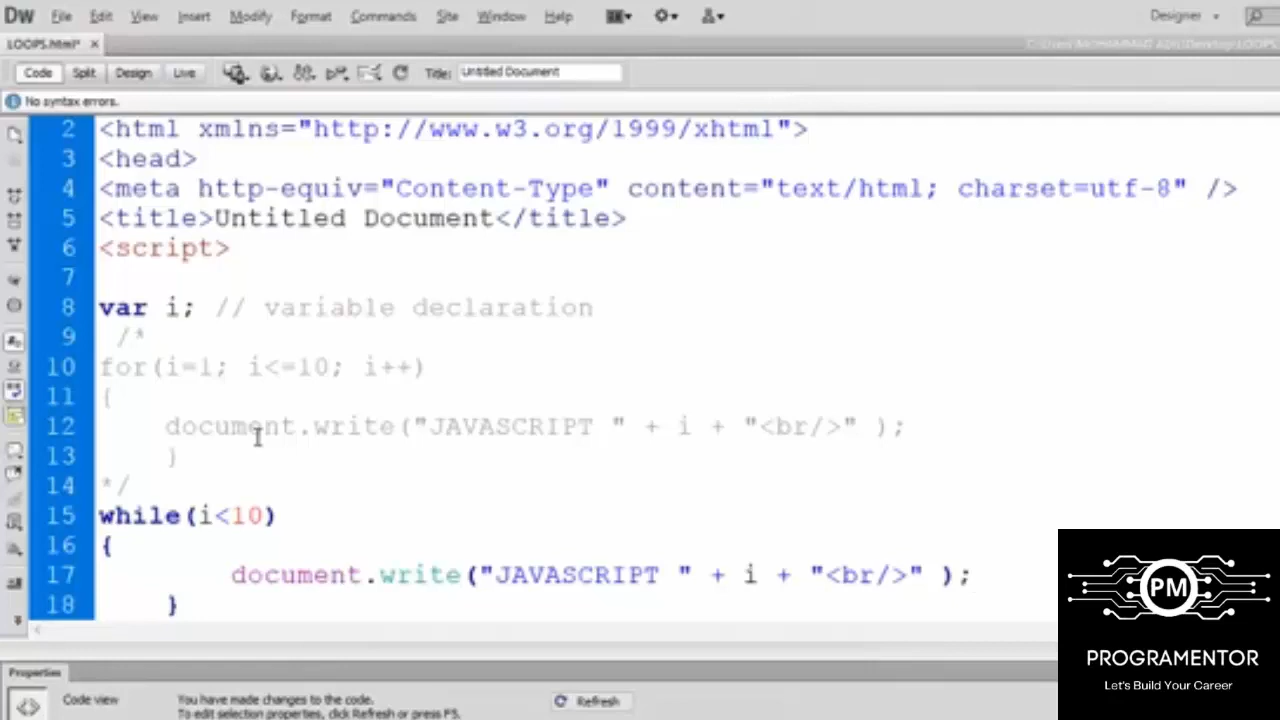 DW File Edit View Insert Modify Format Commands Site Window Help Designer
LOOPS.html* ×
Code Split Design Live Title: Untitled Document
No syntax errors.
2 <html xmlns="http://www.w3.org/1999/xhtml">
3 <head>
4 <meta http-equiv="Content-Type" content="text/html; charset=utf-8" />
5 <title>Untitled Document</title>
6 <script>
7
8 var i; // variable declaration
9 /*
10 for(i=1; i<=10; i++)
11 {
12 document.write("JAVASCRIPT " + i + "<br/>" );
13 }
14 */
15 while(i<10)
16 {
17 document.write("JAVASCRIPT " + i + "<br/>" );
18 }
Properties
Code view You have made changes to the code. Refresh
To edit selection properties, click Refresh or press F5.
PM
PROGRAMENTOR
Let's Build Your Career